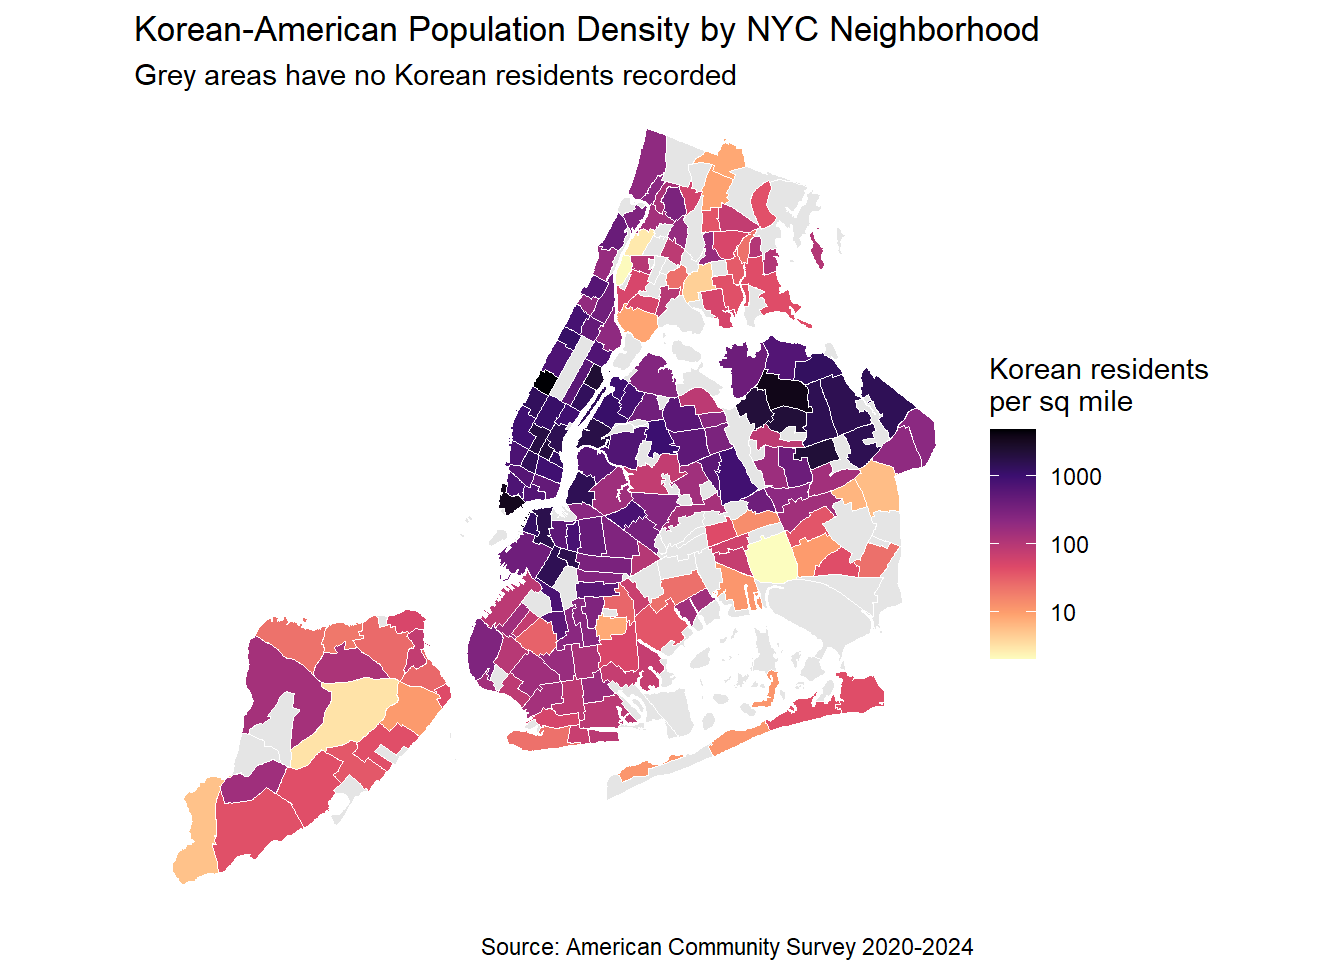 Korean-American Population Density by NYC Neighborhood
Grey areas have no Korean residents recorded
Korean residents
per sq mile
1000
100
10
Source: American Community Survey 2020-2024